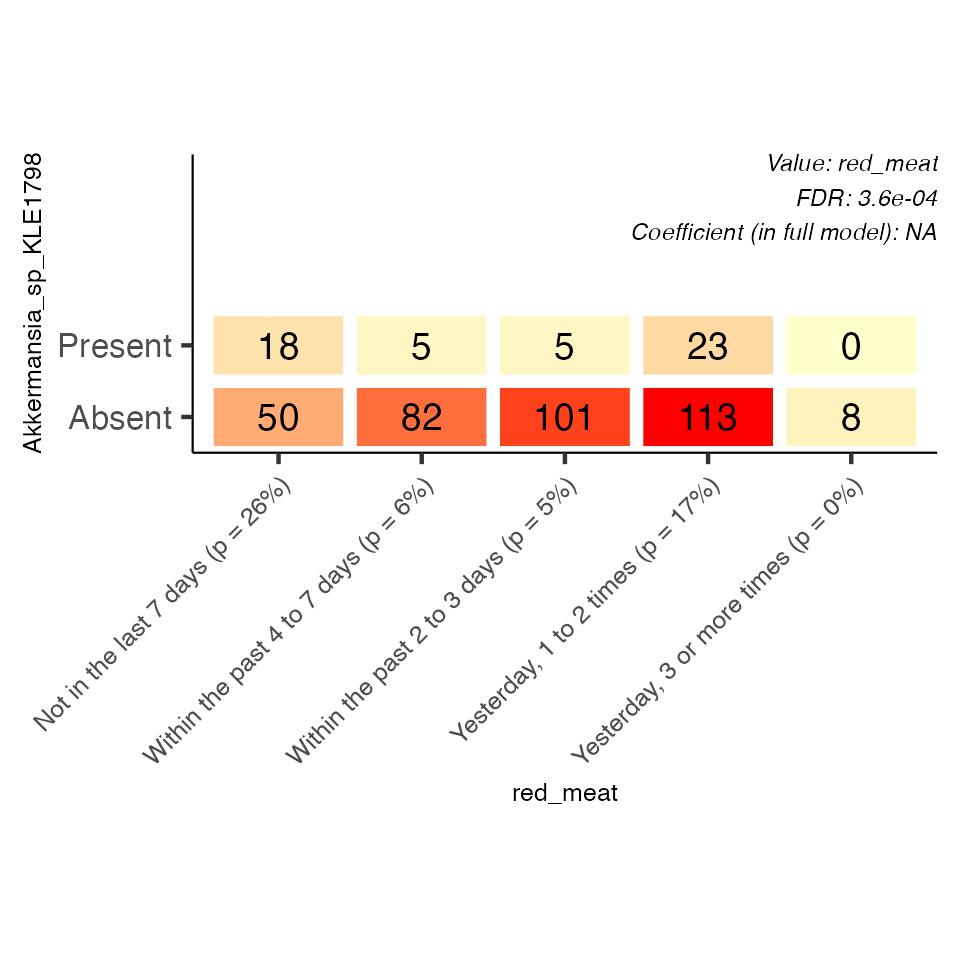 Value: red_meat
FDR: 3.6e-04
Coefficient (in full model): NA
Akkermansia_sp_KLE1798
Present 18 5 5 23 0
Absent 50 82 101 113 8
Not in the last 7 days (p = 26%)
Within the past 4 to 7 days (p = 6%)
Within the past 2 to 3 days (p = 5%)
Yesterday, 1 to 2 times (p = 17%)
Yesterday, 3 or more times (p = 0%)
red_meat